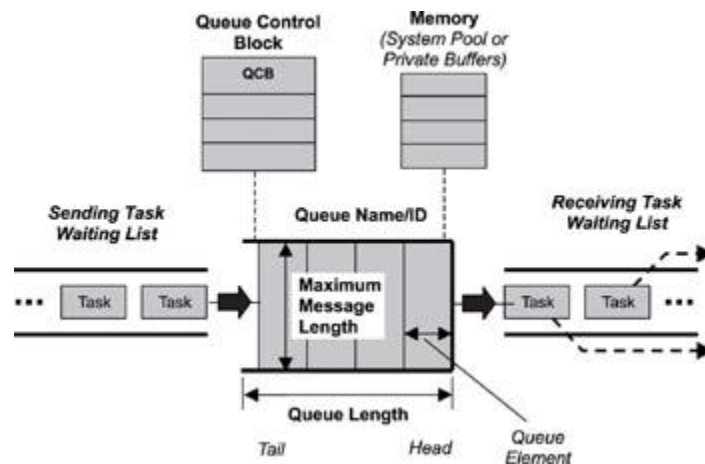 Queue Control
Block
QCB
Memory
(System Pool or
Private Buffers)
Sending Task
Waiting List
Queue Name/ID
Receiving Task
Waiting List
... Task Task
Maximum
Message
Length
Task Task ...
Queue Length
Tail
Head
Queue
Element